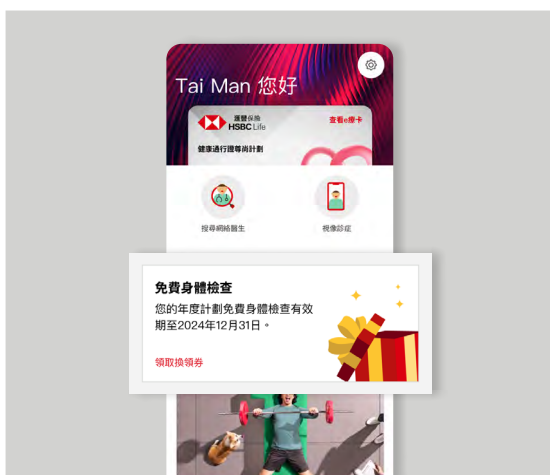 Tai Man 您好
滙豐保險
HSBC Life
查看e療卡
健康通行證尊尚計劃
搜尋網絡醫生
視像診症
免費身體檢查
您的年度計劃免費身體檢查有效
期至2024年12月31日。
領取換領券